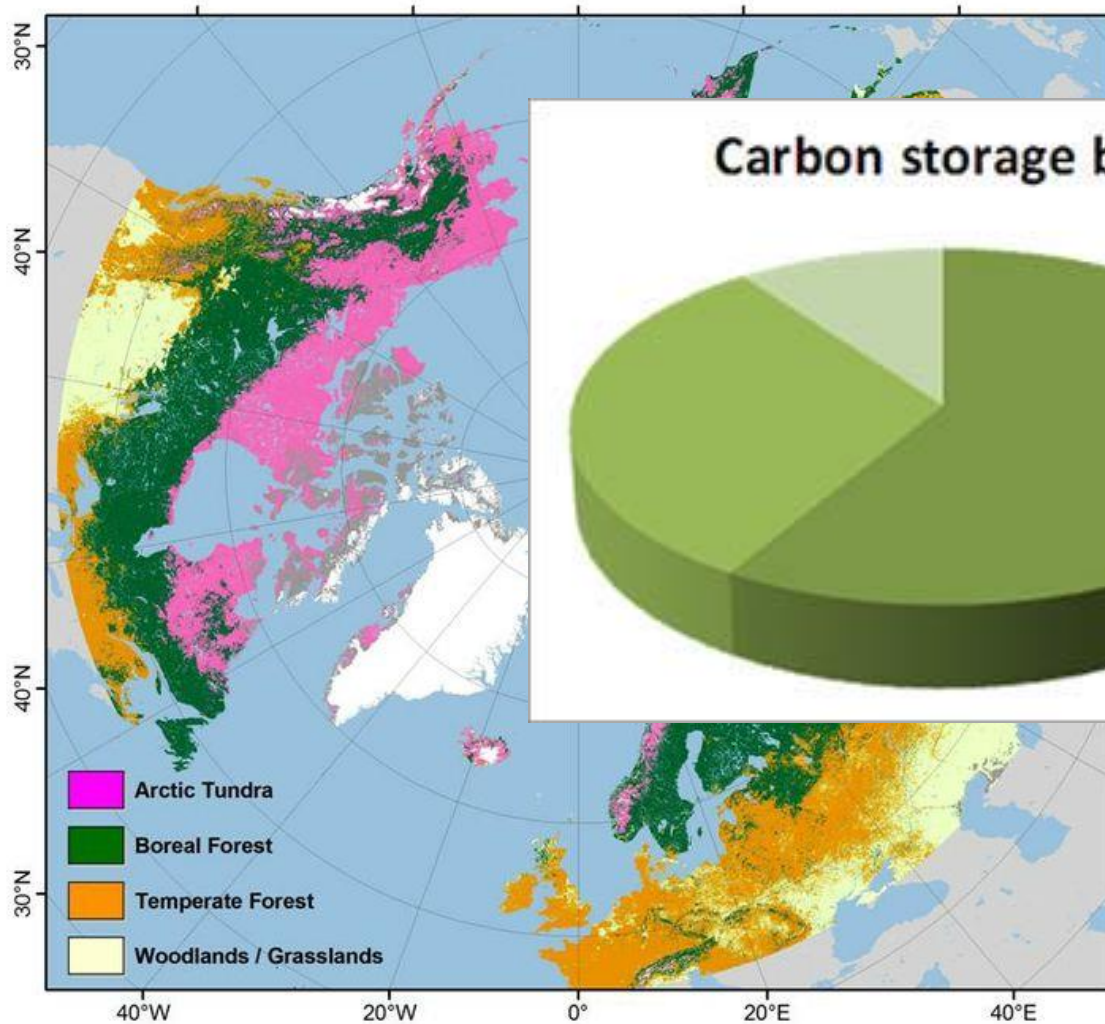 30°N
40°N
40°N
30°N
Carbon storage b
Arctic Tundra
Boreal Forest
Temperate Forest
Woodlands / Grasslands
40°W
20°W
0°
20°E
40°E